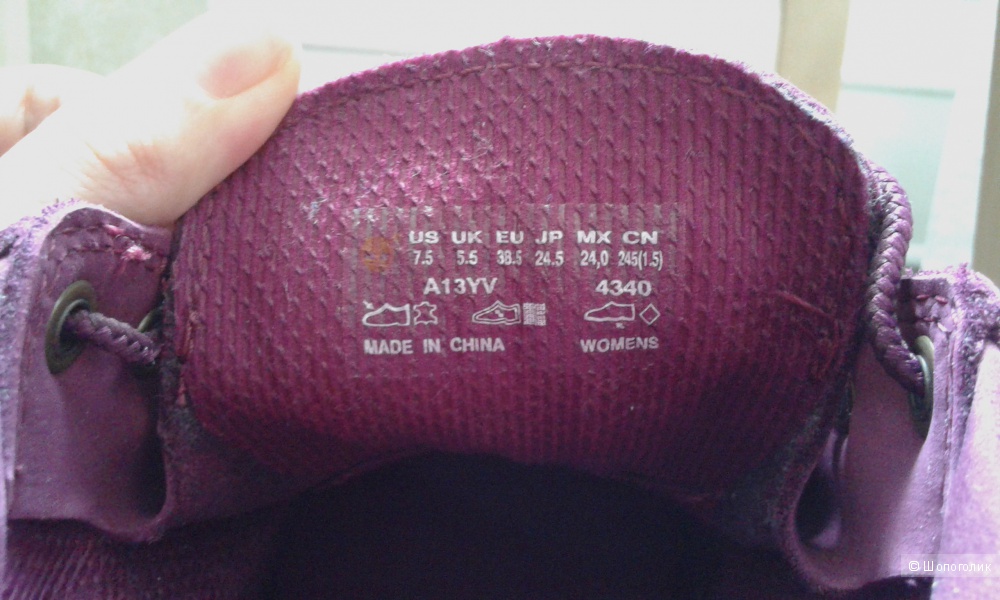 US UK EU JP MX CN
7.5 5.5 38.5 24.5 24,0 245(1.5)
A13YV 4340
MADE IN CHINA WOMENS
© Шопоголик